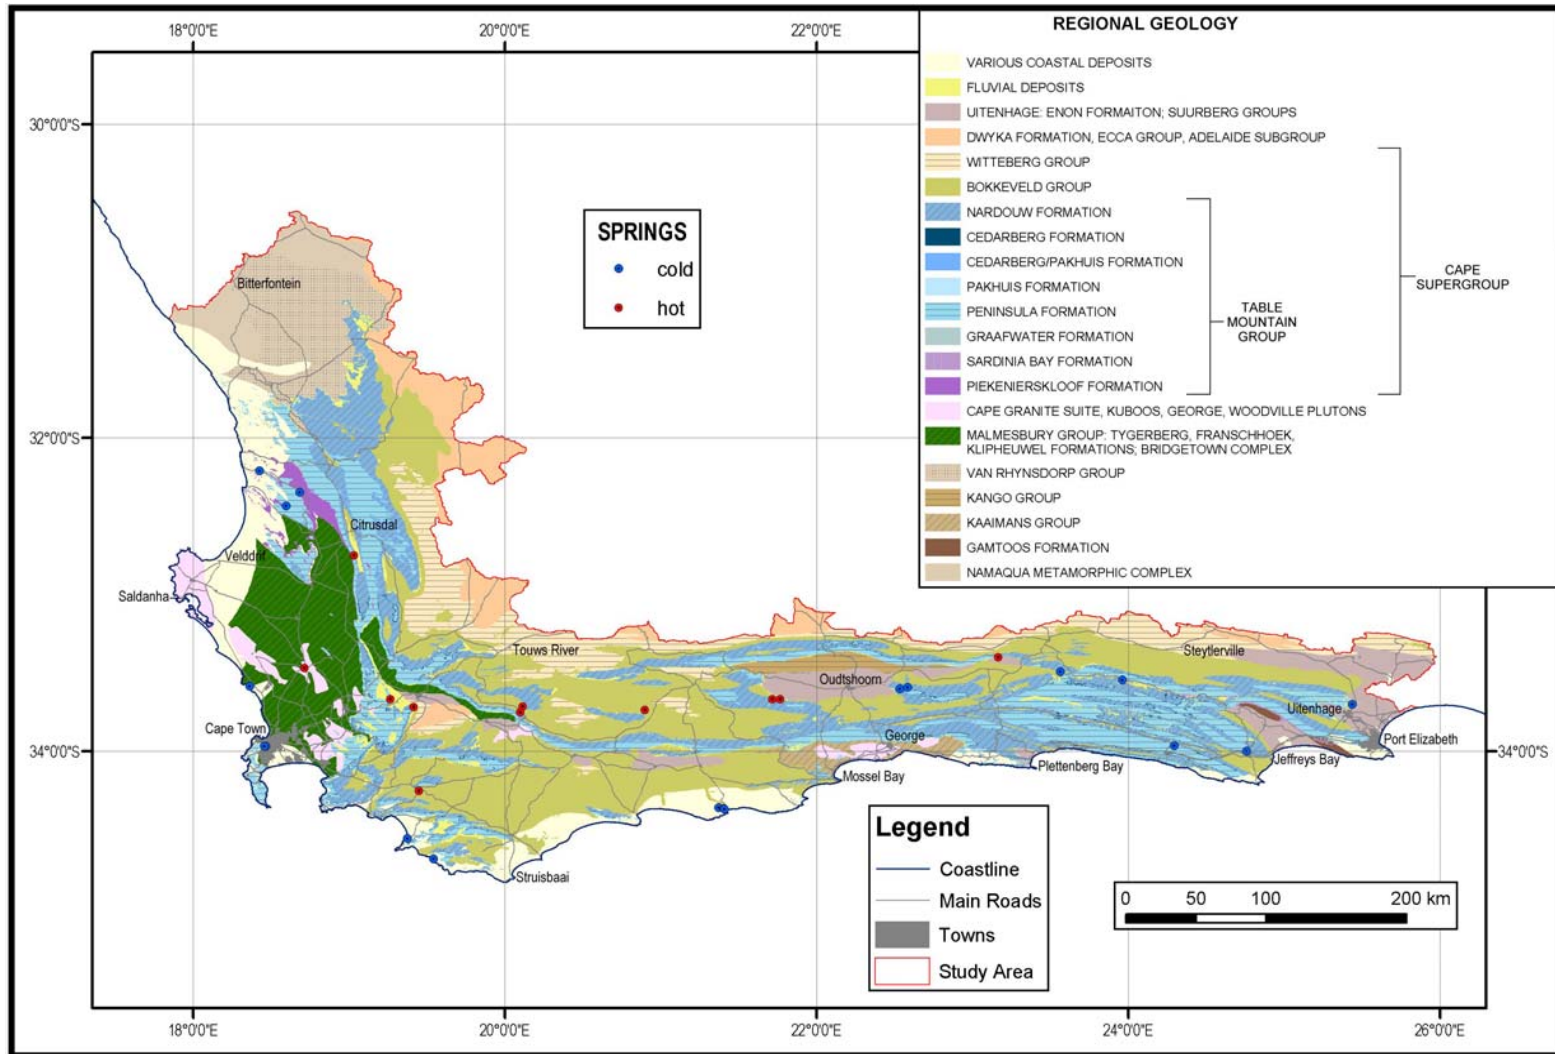 18°0'0"E 20°0'0"E 22°0'0"E
REGIONAL GEOLOGY
VARIOUS COASTAL DEPOSITS
FLUVIAL DEPOSITS
UITENHAGE: ENON FORMAITON; SUURBERG GROUPS
DWYKA FORMATION, ECCA GROUP, ADELAIDE SUBGROUP
WITTEBERG GROUP
BOKKEVELD GROUP
NARDOUW FORMATION
CEDARBERG FORMATION
CEDARBERG/PAKHUIS FORMATION
PAKHUIS FORMATION
PENINSULA FORMATION
GRAAFWATER FORMATION
SARDINIA BAY FORMATION
PIEKENIERSKLOOF FORMATION
CAPE GRANITE SUITE, KUBOOS, GEORGE, WOODVILLE PLUTONS
MALMESBURY GROUP: TYGERBERG, FRANSCHHOEK,
KLIPHEUWEL FORMATIONS; BRIDGETOWN COMPLEX
VAN RHYNSDORP GROUP
KANGO GROUP
KAAIMANS GROUP
GAMTOOS FORMATION
NAMAQUA METAMORPHIC COMPLEX
TABLE
MOUNTAIN
GROUP
CAPE
SUPERGROUP
30°0'0"S
SPRINGS
cold
hot
Bitterfontein
32°0'0"S
Citrusdal
Velddrif
Saldanha
Touws River
Steytlerville
Oudtshoorn
Uitenhage
Cape Town
George
Port Elizabeth
34°0'0"S
34°0'0"S
Jeffreys Bay
Plettenberg Bay
Mossel Bay
Struisbaai
Legend
Coastline
Main Roads
Towns
Study Area
0 50 100 200 km
18°0'0"E 20°0'0"E 22°0'0"E 24°0'0"E 26°0'0"E